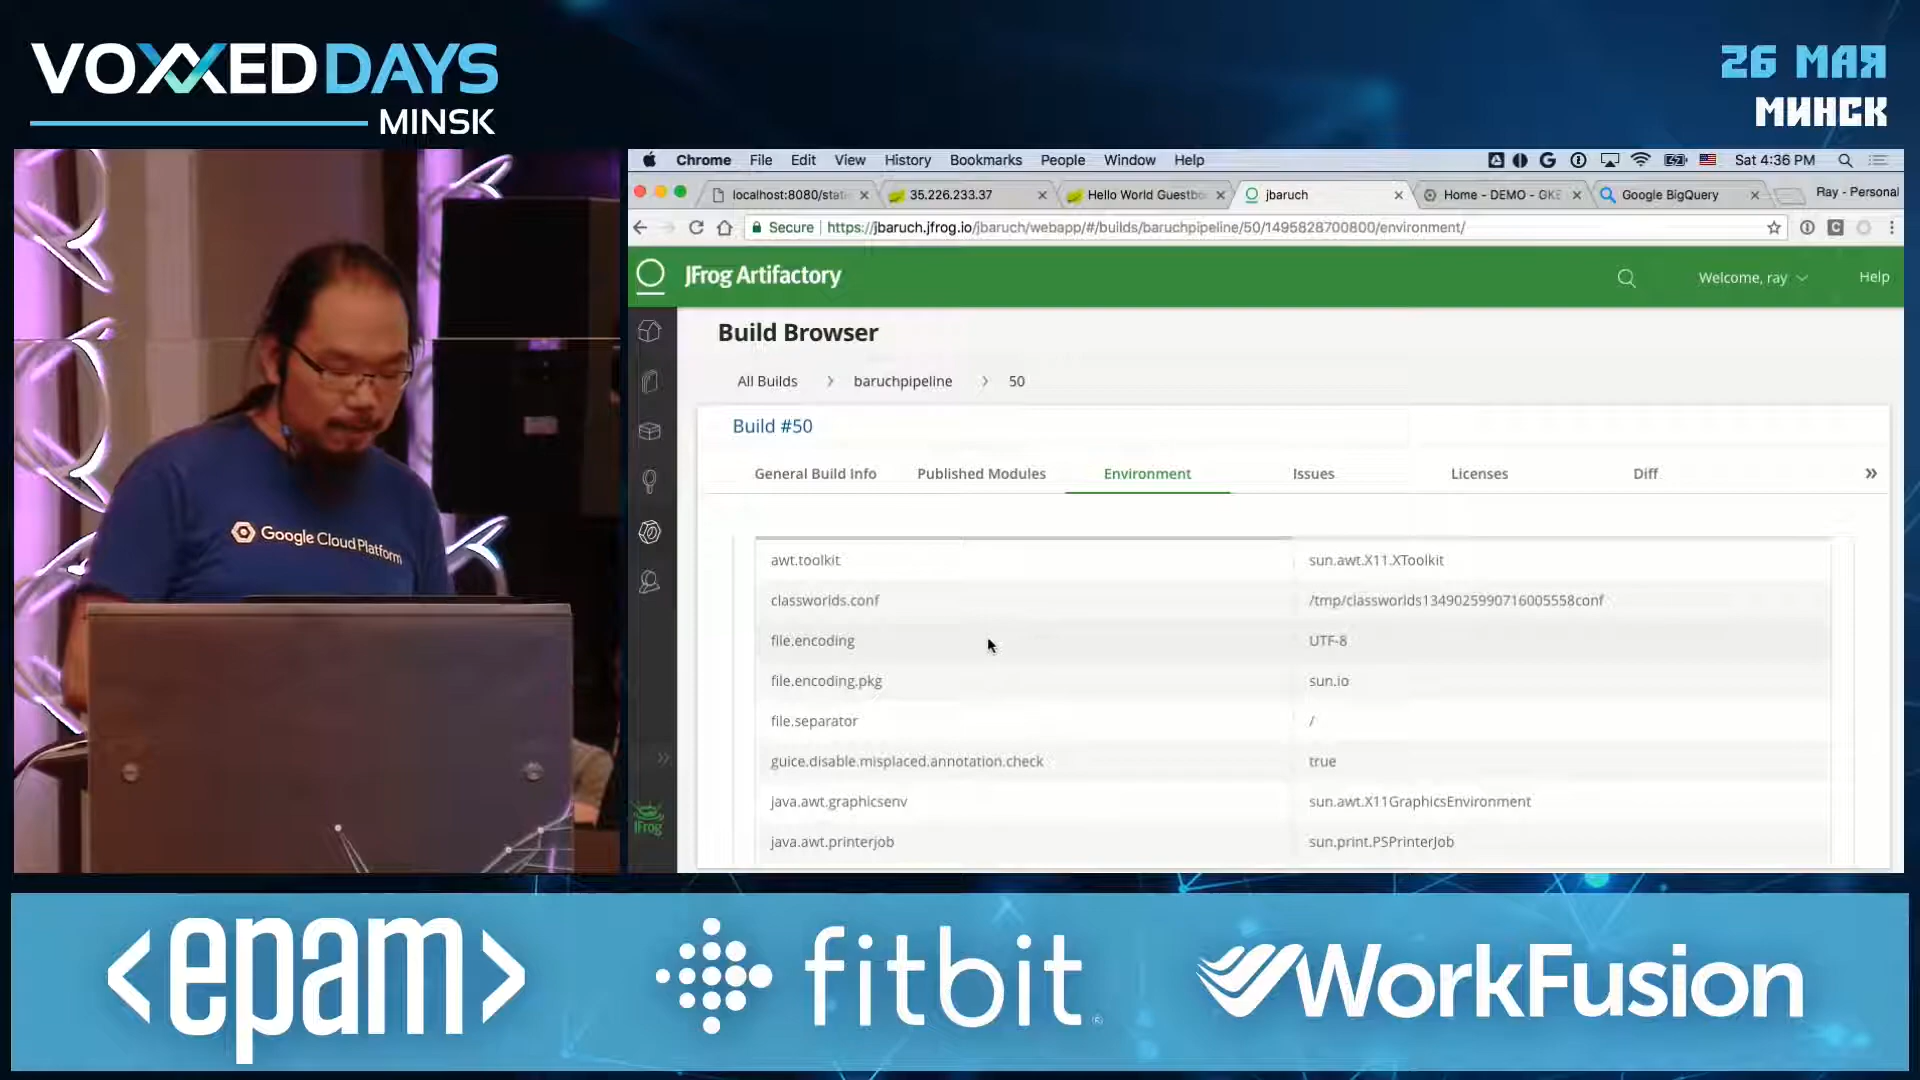 VOXXEDDAYS
MINSK
26 МАЯ
МИНСК
Chrome File Edit View History Bookmarks People Window Help
Sat 4:36 PM
localhost:8080/stat
35.226.233.37
Hello World Guestbo
jbaruch
Home - DEMO - GKE
Google BigQuery
Ray - Personal
Secure
https://jbaruch.jfrog.io/jbaruch/webapp/#/builds/baruchpipeline/50/1495828700800/environment/
JFrog Artifactory
Welcome, ray
Help
Build Browser
All Builds > baruchpipeline > 50
Build #50
General Build Info
Published Modules
Environment
Issues
Licenses
Diff
»
awt.toolkit sun.awt.X11.XToolkit
classworlds.conf /tmp/classworlds1349025990716005558conf
file.encoding UTF-8
file.encoding.pkg sun.io
file.separator /
guice.disable.misplaced.annotation.check true
java.awt.graphicsenv sun.awt.X11GraphicsEnvironment
java.awt.printerjob sun.print.PSPrinterJob
JFrog
Google Cloud Platform
<epam>
fitbit®
WorkFusion